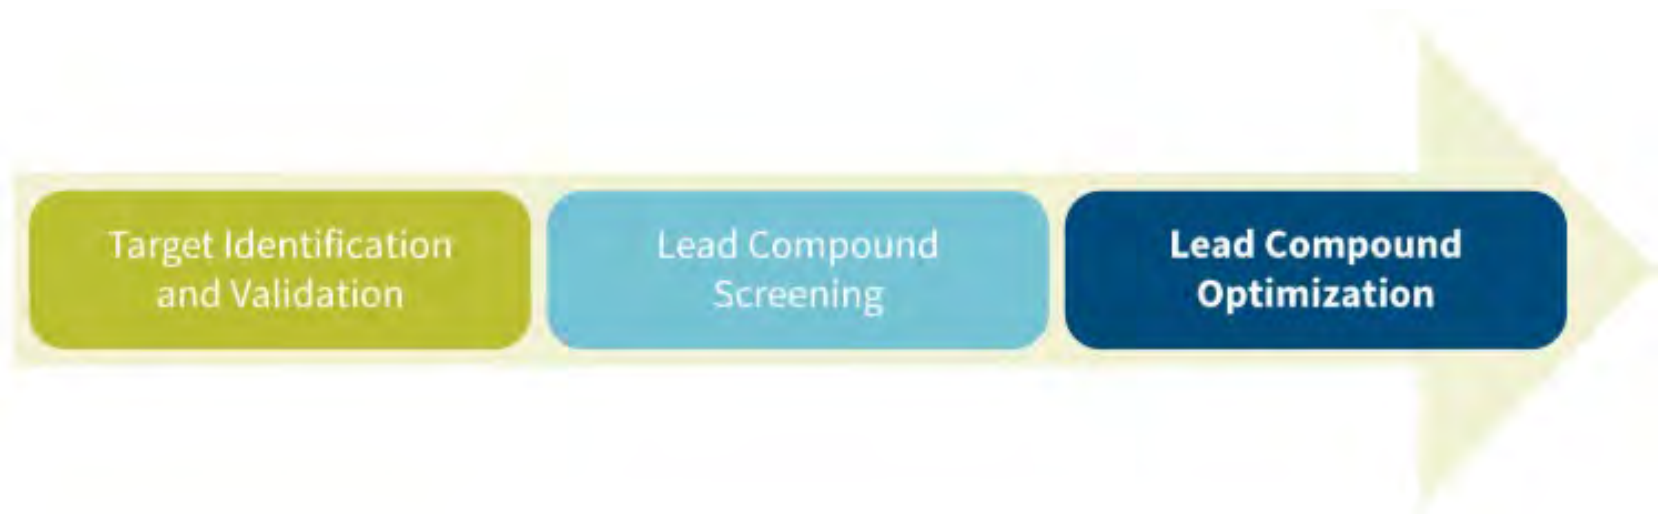 Target Identification
and Validation
Lead Compound
Screening
Lead Compound
Optimization